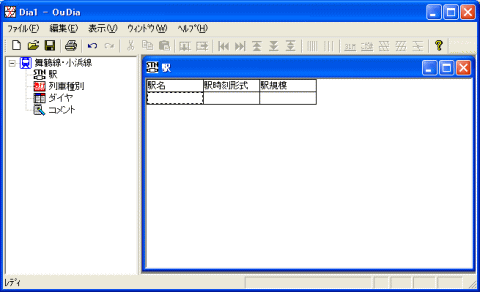 Dia1 - OuDia
ファイル(F) 編集(E) 表示(V) ウィンドウ(W) ヘルプ(H)
舞鶴線・小浜線
駅
列車種別
ダイヤ
コメント
駅
駅名 駅時刻形式 駅規模
レディ